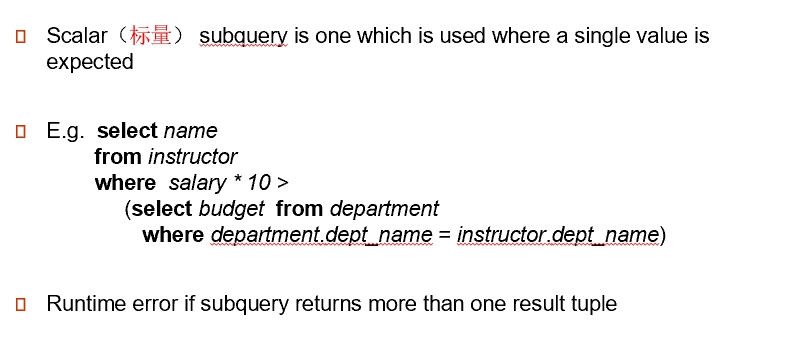 Scalar（标量） subquery is one which is used where a single value is
expected
E.g. select name
from instructor
where salary * 10 >
(select budget from department
where department.dept_name = instructor.dept_name)
Runtime error if subquery returns more than one result tuple